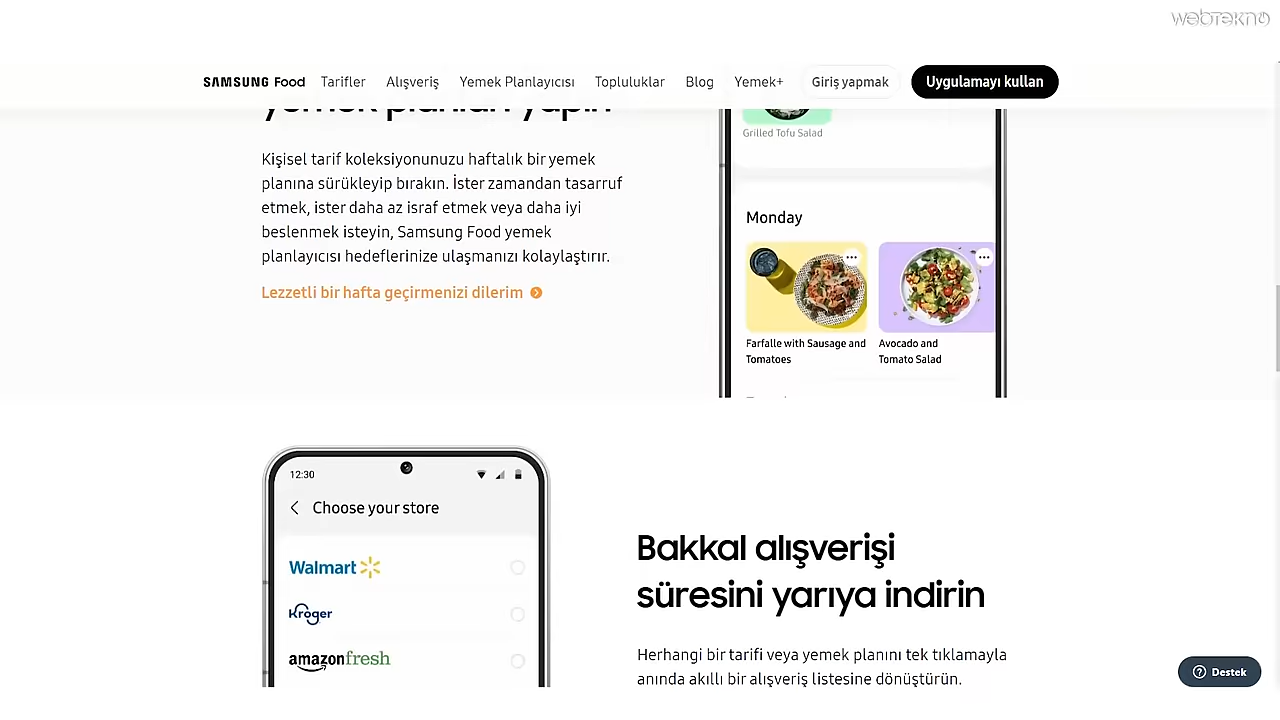 webtekno
SAMSUNG Food Tarifler Alışveriş Yemek Planlayıcısı Topluluklar Blog Yemek+ Giriş yapmak Uygulamayı kullan
yemek planları yapın
Kişisel tarif koleksiyonunuzu haftalık bir yemek
planına sürükleyip bırakın. İster zamandan tasarruf
etmek, ister daha az israf etmek veya daha iyi
beslenmek isteyin, Samsung Food yemek
planlayıcısı hedeflerinize ulaşmanızı kolaylaştırır.
Lezzetli bir hafta geçirmenizi dilerim
Grilled Tofu Salad
Monday
Farfalle with Sausage and
Tomatoes
Avocado and
Tomato Salad
12:30
Choose your store
Walmart
Kroger
amazonfresh
Bakkal alışverişi
süresini yarıya indirin
Herhangi bir tarifi veya yemek planını tek tıklamayla
anında akıllı bir alışveriş listesine dönüştürün.
Destek